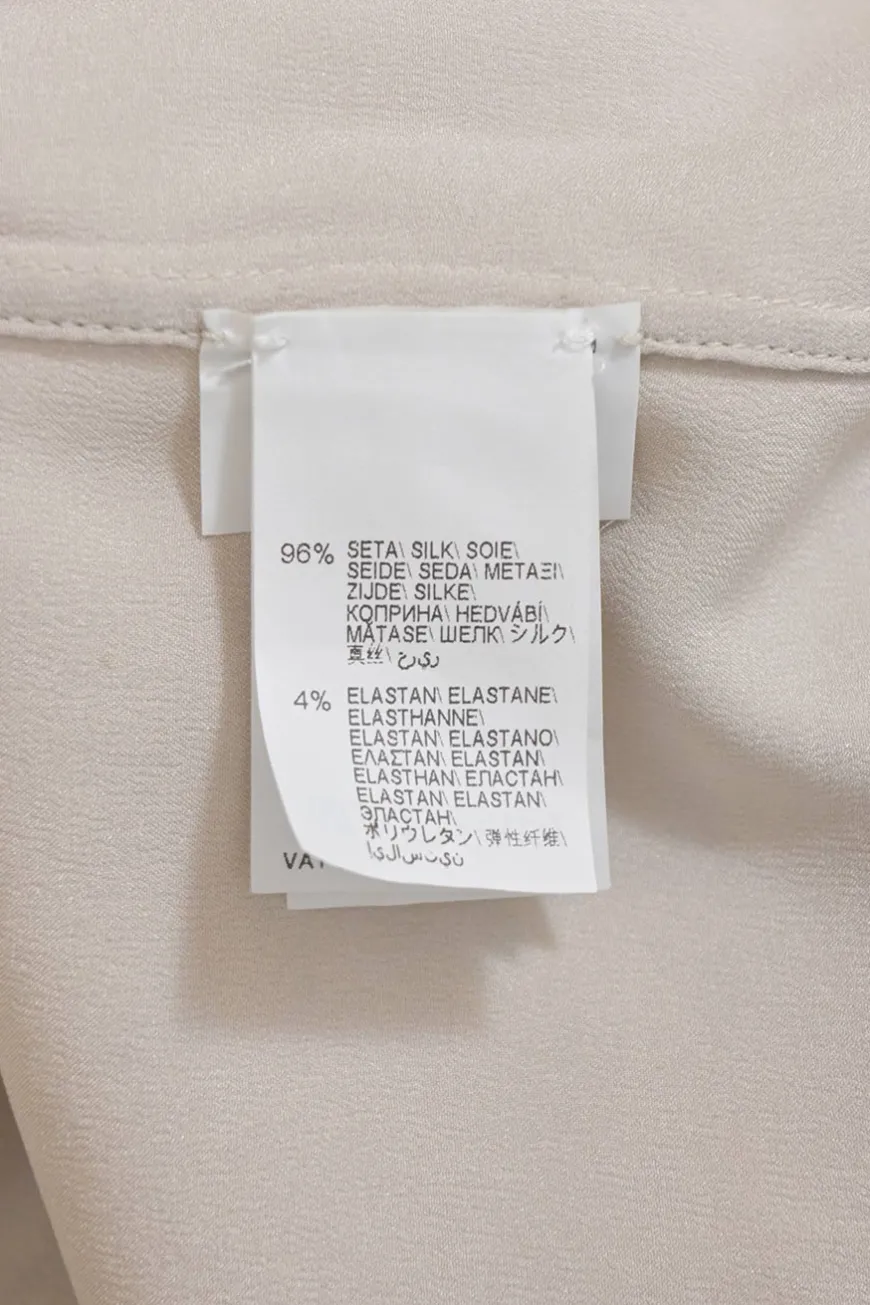 96% SETA\ SILK\ SOIE\
SEIDE\ SEDA\ ΜΕΤΑΞΙ\
ZIJDE\ SILKE\
КОПРИНА\ HEDVÁBÍ\
MĂTASE\ ШЕЛК\ シルク\
真丝\ حرير
4% ELASTAN\ ELASTANE\
ELASTHANNE\
ELASTAN\ ELASTANO\
ΕΛΑΣΤΑΝ\ ELASTAN\
ELASTHAN\ ЕЛАСТАН\
ELASTAN\ ELASTAN\
ЭЛАСТАН\
ポリウレタン\ 弹性纤维\